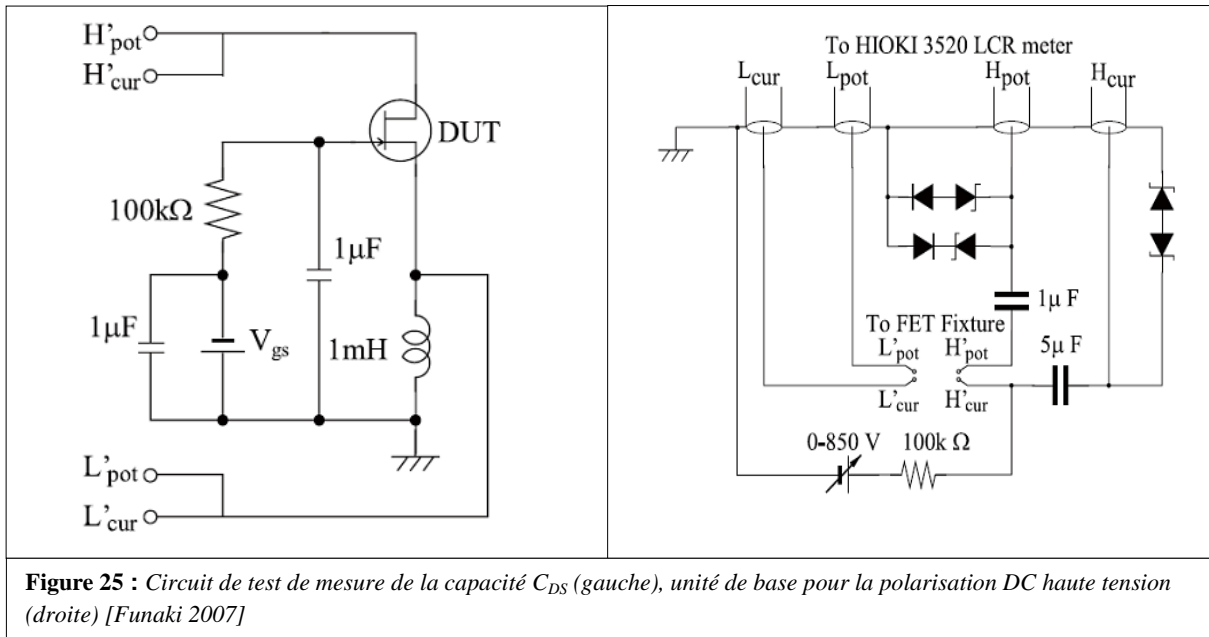 H'pot
H'cur
DUT
100kΩ
1μF
1μF
Vgs
1mH
L'pot
L'cur
To HIOKI 3520 LCR meter
Lcur Lpot Hpot Hcur
1μ F
To FET Fixture
L'pot H'pot
5μ F
L'cur H'cur
0-850 V 100k Ω
Figure 25 : Circuit de test de mesure de la capacité CDS (gauche), unité de base pour la polarisation DC haute tension
(droite) [Funaki 2007]